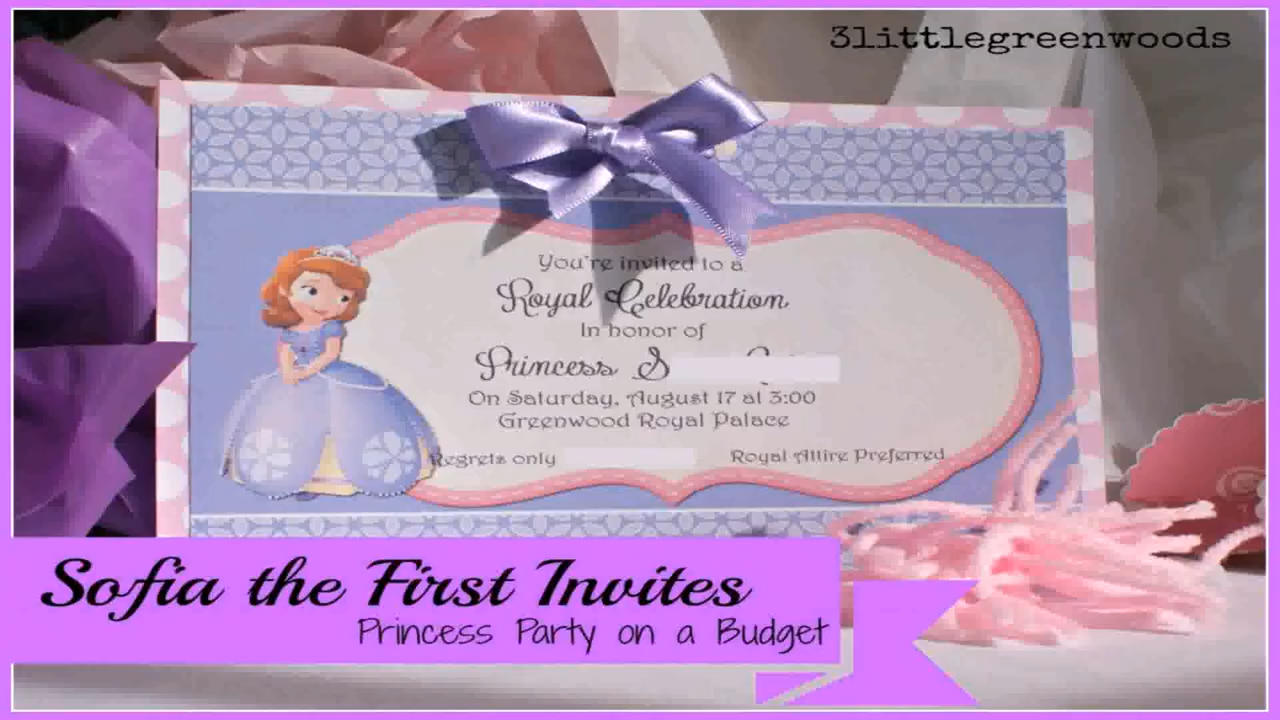 3littlegreenwoods
You're invited to a
Royal Celebration
In honor of
Princess S
On Saturday, August 17 at 3:00
Greenwood Royal Palace
Regrets only
Royal Attire Preferred
Sofia the First Invites
Princess Party on a Budget